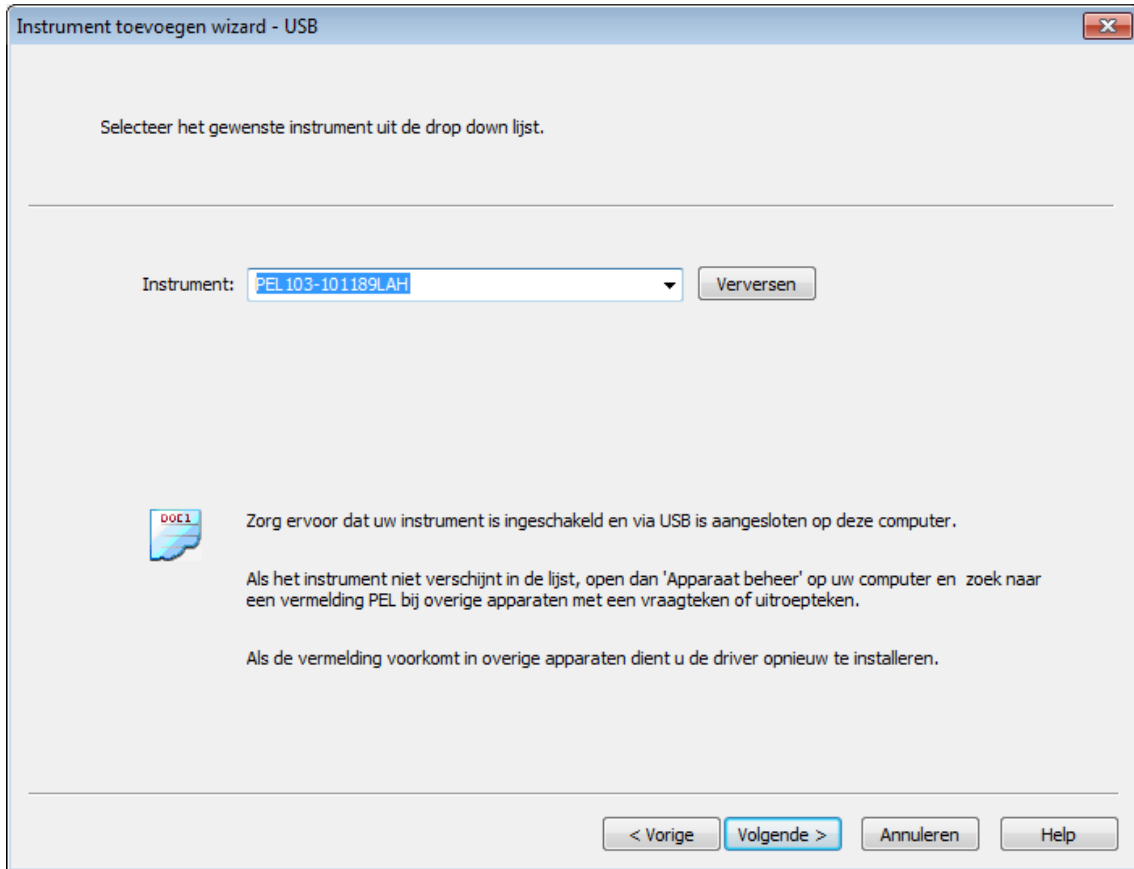 Instrument toevoegen wizard - USB
Selecteer het gewenste instrument uit de drop down lijst.
Instrument: PEL103-101189LAH Verversen
DOC1
Zorg ervoor dat uw instrument is ingeschakeld en via USB is aangesloten op deze computer.
Als het instrument niet verschijnt in de lijst, open dan 'Apparaat beheer' op uw computer en zoek naar
een vermelding PEL bij overige apparaten met een vraagteken of uitroepteken.
Als de vermelding voorkomt in overige apparaten dient u de driver opnieuw te installeren.
< Vorige Volgende > Annuleren Help